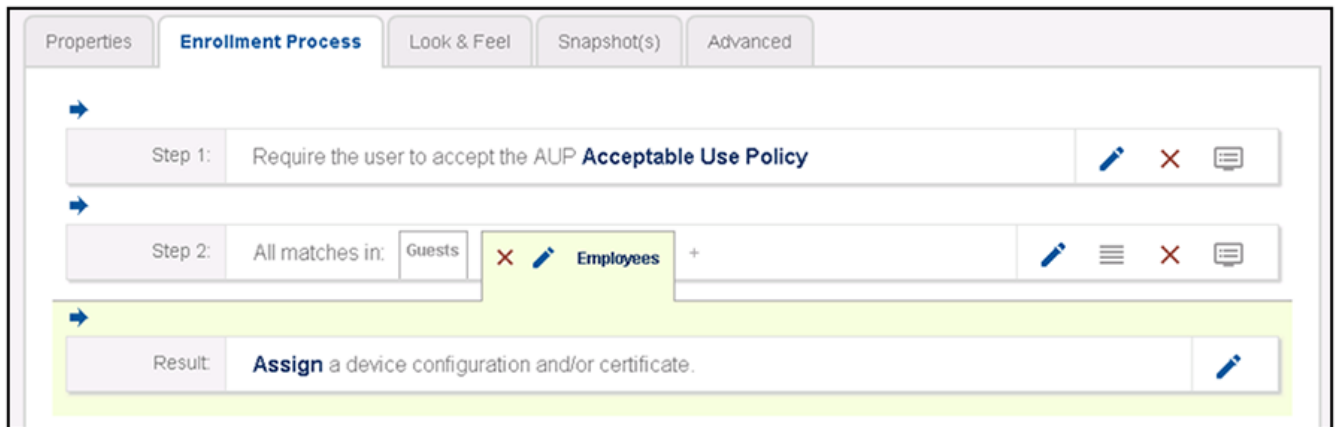 Properties Enrollment Process Look & Feel Snapshot(s) Advanced
Step 1: Require the user to accept the AUP Acceptable Use Policy
Step 2: All matches in: Guests Employees +
Result: Assign a device configuration and/or certificate.